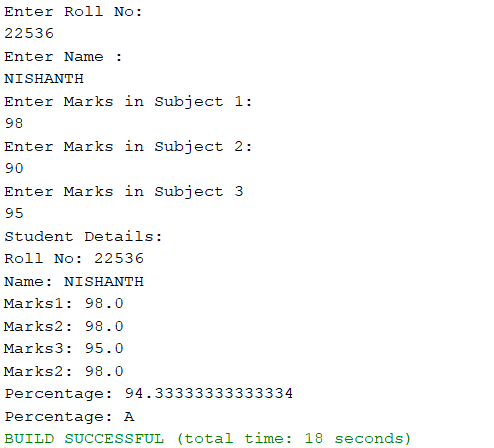 Enter Roll No:
22536
Enter Name :
NISHANTH
Enter Marks in Subject 1:
98
Enter Marks in Subject 2:
90
Enter Marks in Subject 3
95
Student Details:
Roll No: 22536
Name: NISHANTH
Marks1: 98.0
Marks2: 98.0
Marks3: 95.0
Marks2: 98.0
Percentage: 94.33333333333334
Percentage: A
BUILD SUCCESSFUL (total time: 18 seconds)